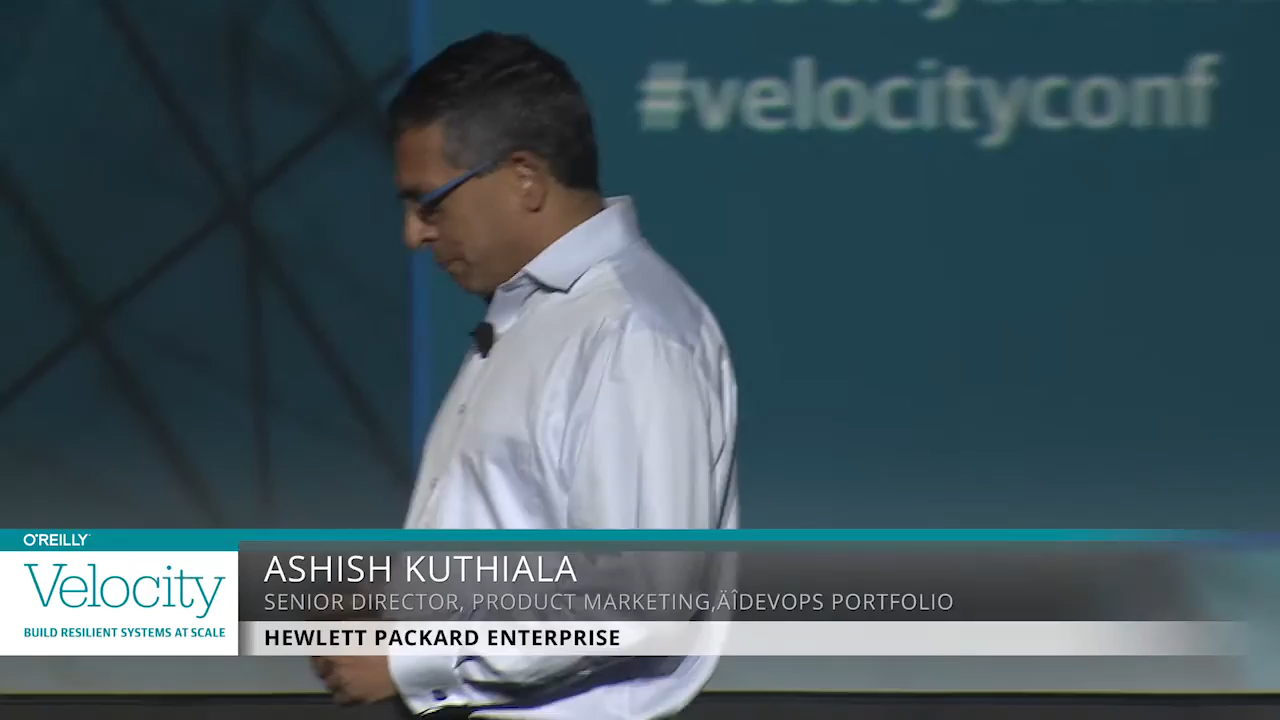 #velocityconf
O'REILLY
Velocity
BUILD RESILIENT SYSTEMS AT SCALE
ASHISH KUTHIALA
SENIOR DIRECTOR, PRODUCT MARKETING‚ÄÎDEVOPS PORTFOLIO
HEWLETT PACKARD ENTERPRISE